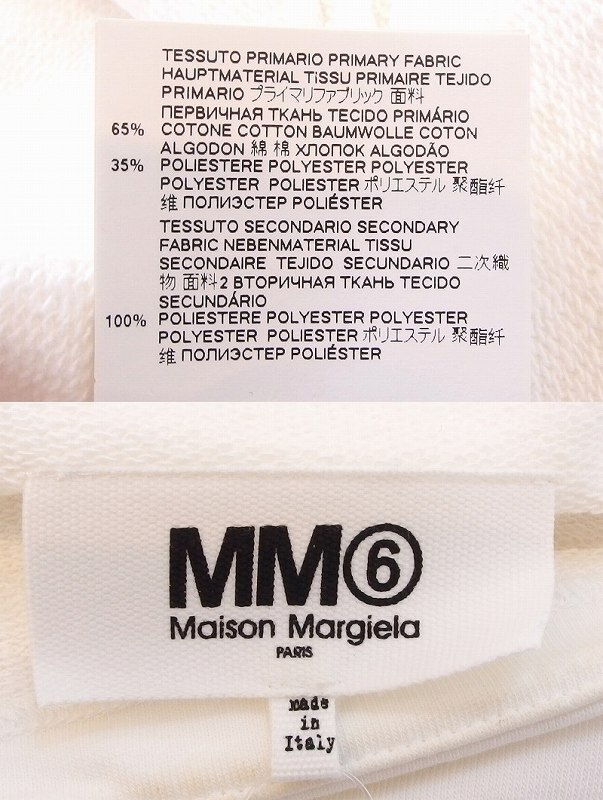 TESSUTO PRIMARIO PRIMARY FABRIC
HAUPTMATERIAL TiSSU PRIMAIRE TEJIDO
PRIMARIO プライマリファブリック 面料
ПЕРВИЧНАЯ ТКАНЬ TECIDO PRIMÁRIO
65% COTONE COTTON BAUMWOLLE COTON
ALGODON 綿 棉 ХЛОПОК ALGODÃO
35% POLIESTERE POLYESTER POLYESTER
POLYESTER POLIESTER ポリエステル 聚酯纤
维 ПОЛИЭСТЕР POLIÉSTER
TESSUTO SECONDARIO SECONDARY
FABRIC NEBENMATERIAL TISSU
SECONDAIRE TEJIDO SECUNDARIO 二次織
物 面料2 ВТОРИЧНАЯ ТКАНЬ TECIDO
SECUNDÁRIO
100% POLIESTERE POLYESTER POLYESTER
POLYESTER POLIESTER ポリエステル 聚酯纤
维 ПОЛИЭСТЕР POLIÉSTER
MM⑥
Maison Margiela
PARIS
made
in
Italy